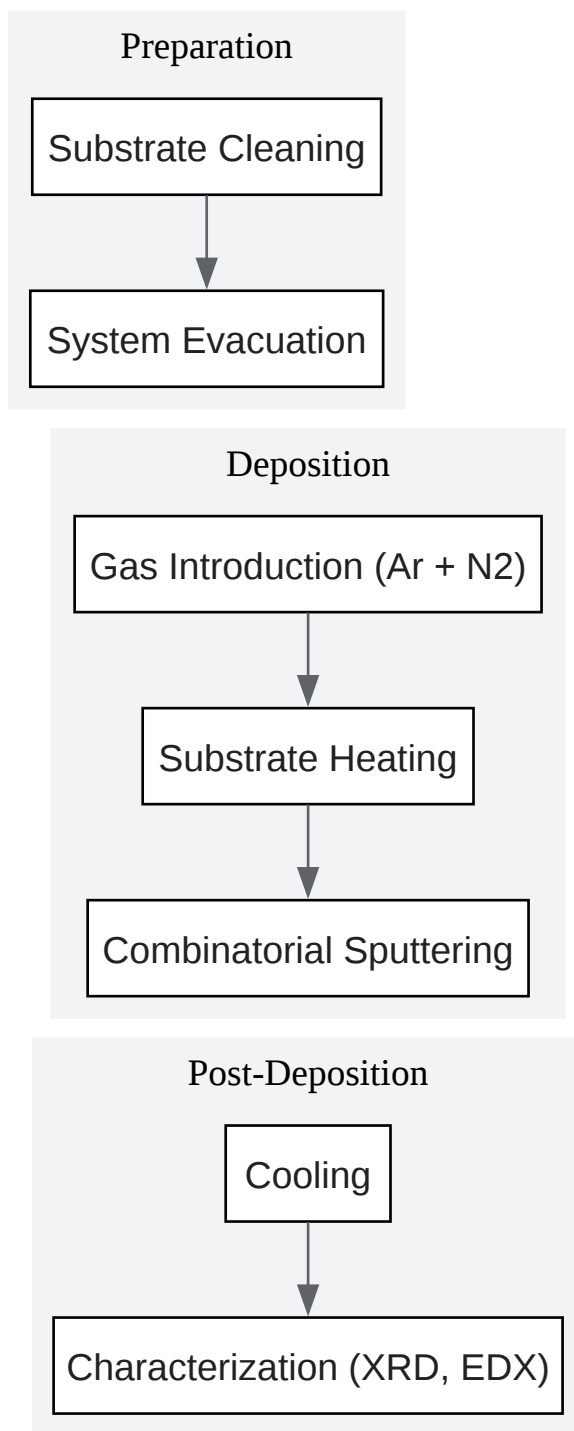 Preparation
Substrate Cleaning
System Evacuation
Deposition
Gas Introduction (Ar + N2)
Substrate Heating
Combinatorial Sputtering
Post-Deposition
Cooling
Characterization (XRD, EDX)